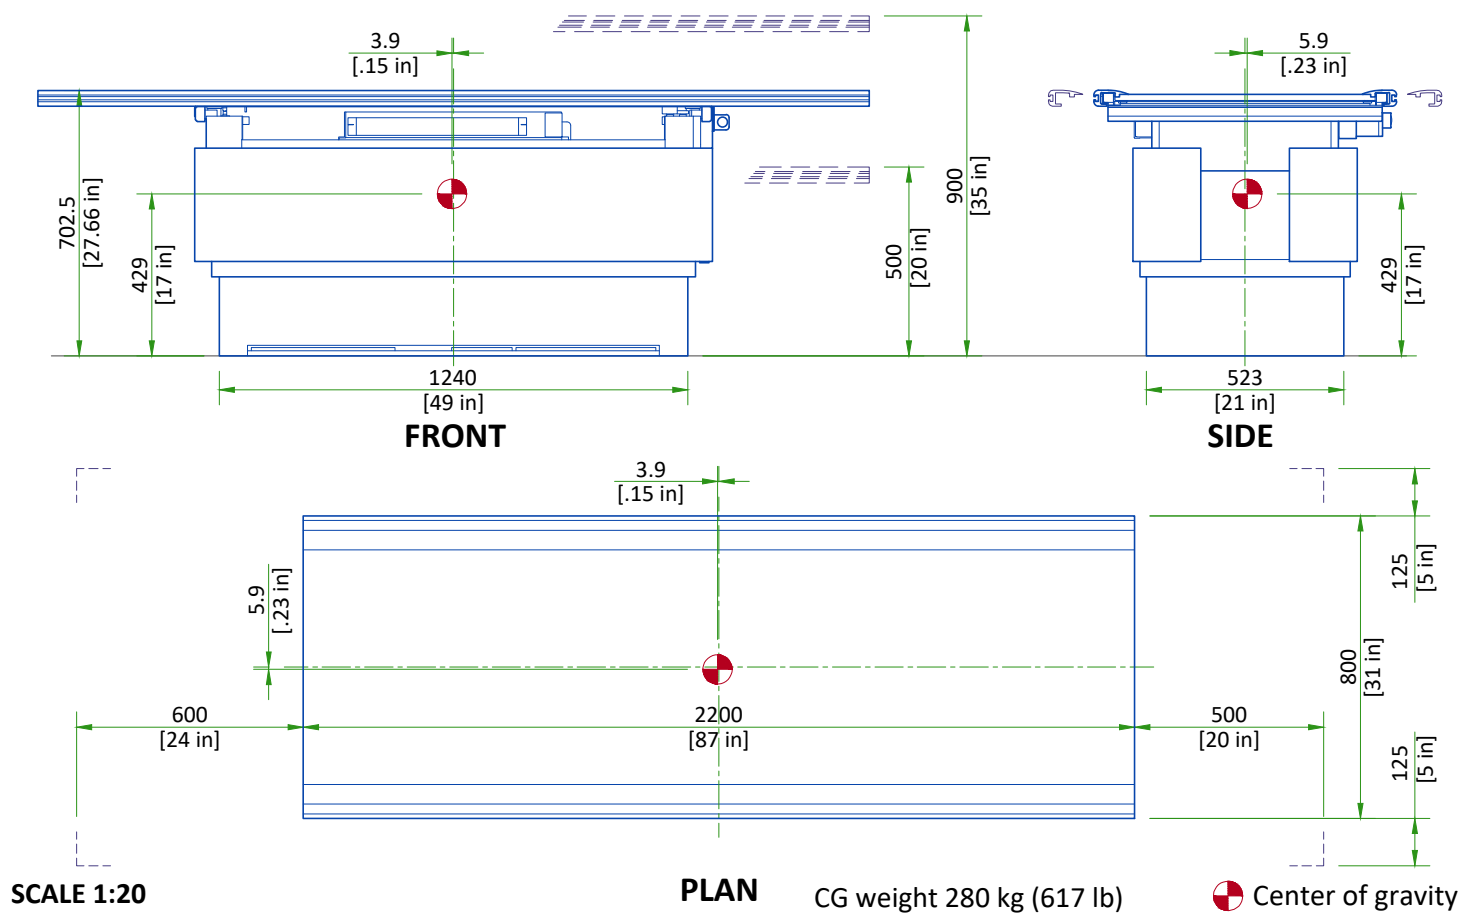 3.9
[.15 in]
5.9
[.23 in]
702.5
[27.66 in]
429
[17 in]
500
[20 in]
900
[35 in]
429
[17 in]
1240
[49 in]
523
[21 in]
FRONT
SIDE
3.9
[.15 in]
5.9
[.23 in]
125
[5 in]
800
[31 in]
600
[24 in]
2200
[87 in]
500
[20 in]
125
[5 in]
SCALE 1:20
PLAN
CG weight 280 kg (617 lb)
Center of gravity